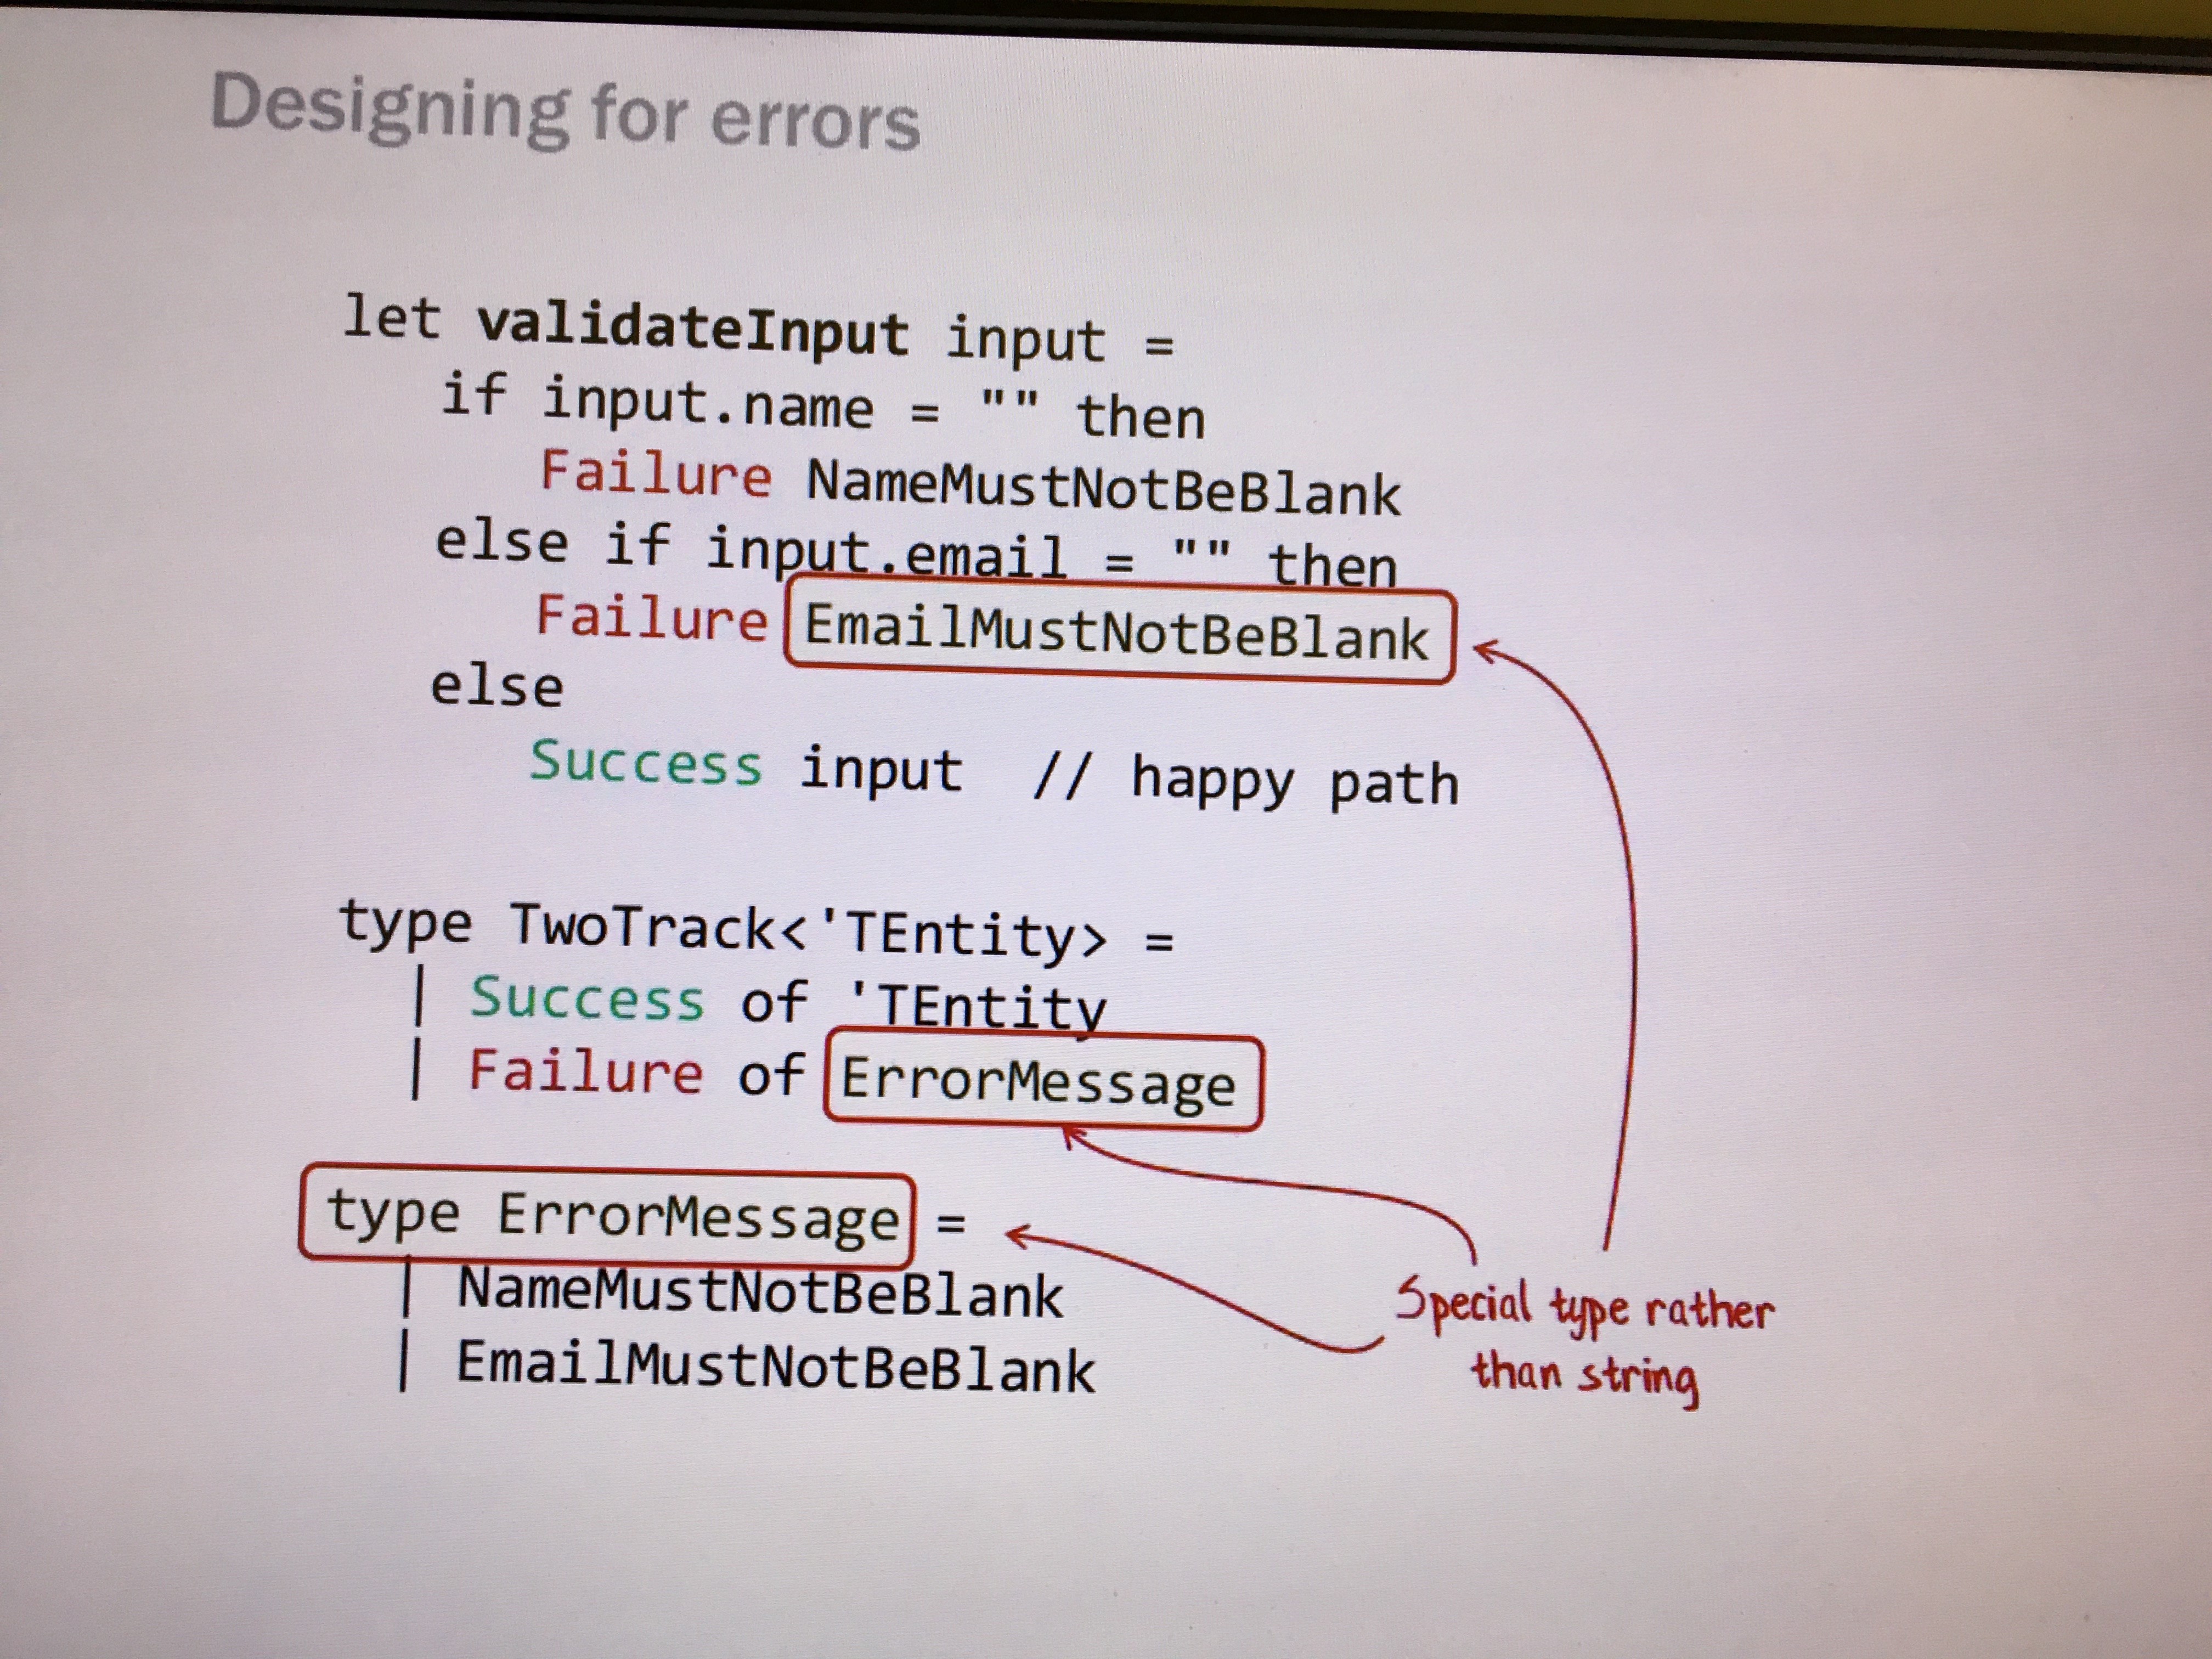 Designing for errors
let validateInput input =
if input.name = "" then
Failure NameMustNotBeBlank
else if input.email = "" then
Failure EmailMustNotBeBlank
else
Success input // happy path
type TwoTrack<'TEntity> =
| Success of 'TEntity
| Failure of ErrorMessage
type ErrorMessage =
| NameMustNotBeBlank
| EmailMustNotBeBlank
Special type rather
than string